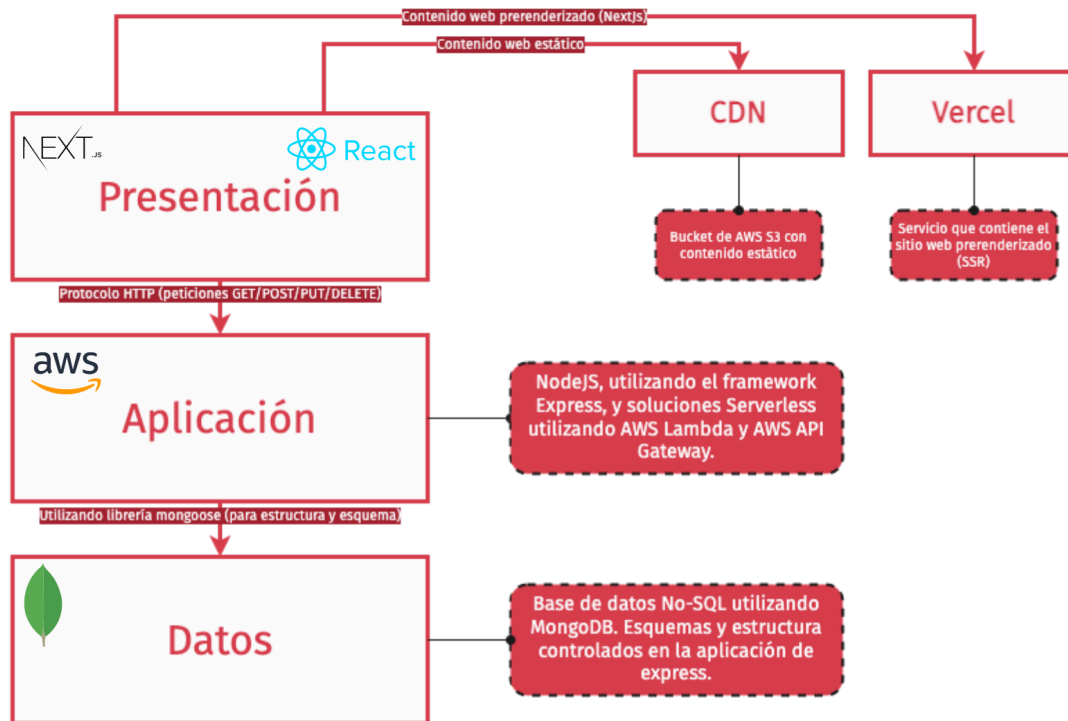 Contenido web prerenderizado (NextJs)
Contenido web estático
CDN
Vercel
NEXT.JS
React
Presentación
Bucket de AWS S3 con
contenido estático
Servicio que contiene el
sitio web prerenderizado
(SSR)
Protocolo HTTP (peticiones GET/POST/PUT/DELETE)
aws
Aplicación
NodeJS, utilizando el framework
Express, y soluciones Serverless
utilizando AWS Lambda y AWS API
Gateway.
Utilizando librería mongoose (para estructura y esquema)
Datos
Base de datos No-SQL utilizando
MongoDB. Esquemas y estructura
controlados en la aplicación de
express.